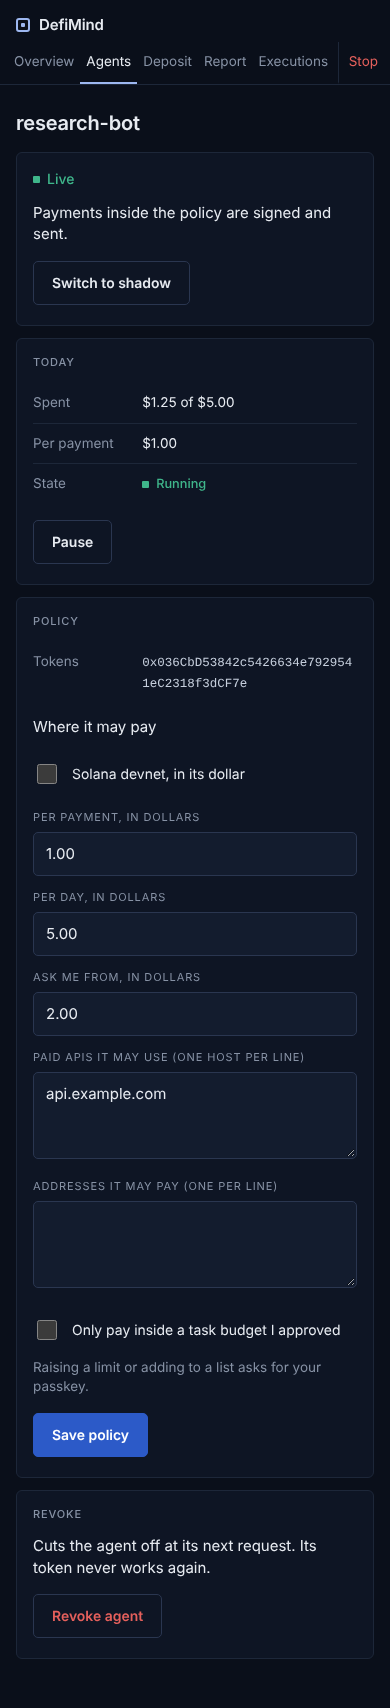 DefiMind
Overview Agents Deposit Report Executions Stop
research-bot
Live
Payments inside the policy are signed and
sent.
Switch to shadow
TODAY
Spent $1.25 of $5.00
Per payment $1.00
State Running
Pause
POLICY
Tokens 0x036CbD53842c5426634e792954
1eC2318f3dCF7e
Where it may pay
Solana devnet, in its dollar
PER PAYMENT, IN DOLLARS
1.00
PER DAY, IN DOLLARS
5.00
ASK ME FROM, IN DOLLARS
2.00
PAID APIS IT MAY USE (ONE HOST PER LINE)
api.example.com
ADDRESSES IT MAY PAY (ONE PER LINE)
Only pay inside a task budget I approved
Raising a limit or adding to a list asks for your
passkey.
Save policy
REVOKE
Cuts the agent off at its next request. Its
token never works again.
Revoke agent